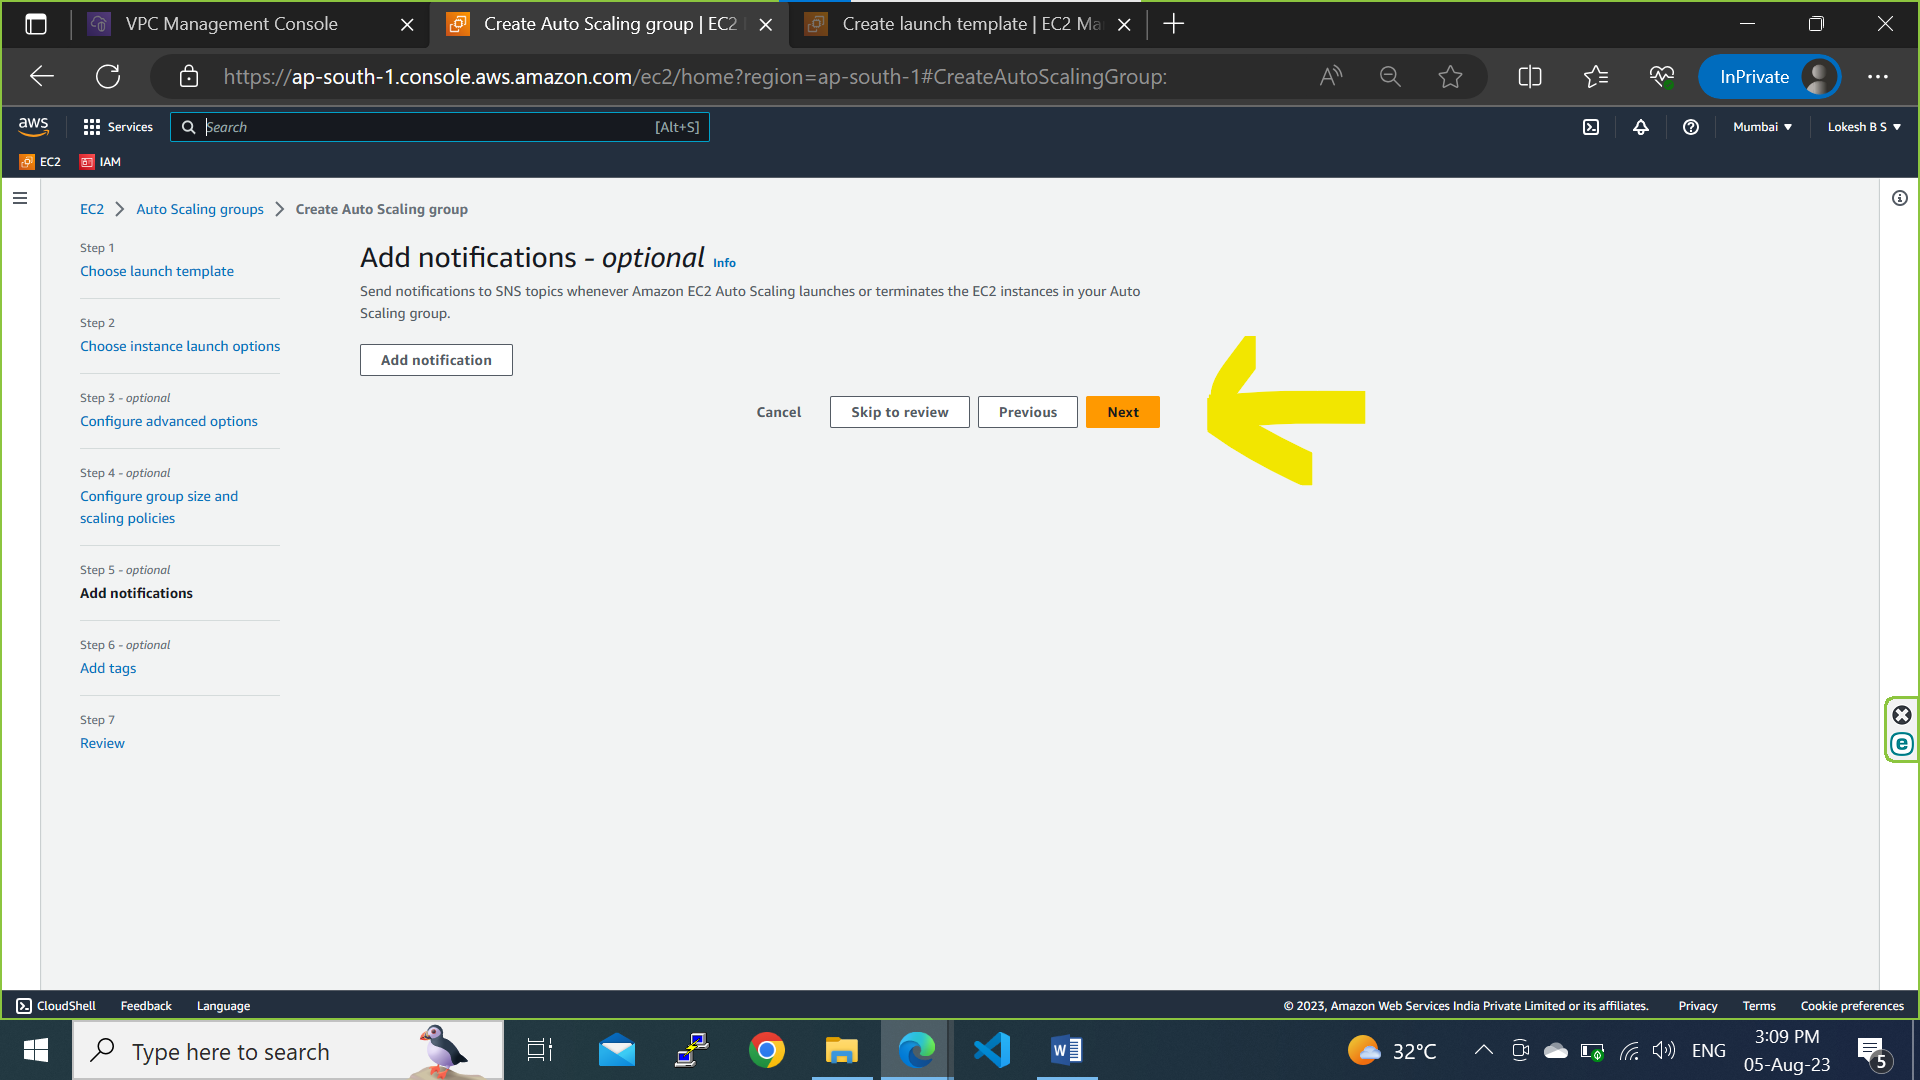 VPC Management Console
Create Auto Scaling group | EC2
Create launch template | EC2 Ma
https://ap-south-1.console.aws.amazon.com/ec2/home?region=ap-south-1#CreateAutoScalingGroup:
InPrivate
aws
Services
Search
[Alt+S]
Mumbai
Lokesh B S
EC2
IAM
EC2 > Auto Scaling groups > Create Auto Scaling group
Step 1
Choose launch template
Step 2
Choose instance launch options
Step 3 - optional
Configure advanced options
Step 4 - optional
Configure group size and
scaling policies
Step 5 - optional
Add notifications
Step 6 - optional
Add tags
Step 7
Review
Add notifications - optional Info
Send notifications to SNS topics whenever Amazon EC2 Auto Scaling launches or terminates the EC2 instances in your Auto
Scaling group.
Add notification
Cancel
Skip to review
Previous
Next
CloudShell
Feedback
Language
© 2023, Amazon Web Services India Private Limited or its affiliates.
Privacy
Terms
Cookie preferences
Type here to search
32°C
ENG
3:09 PM
05-Aug-23
5